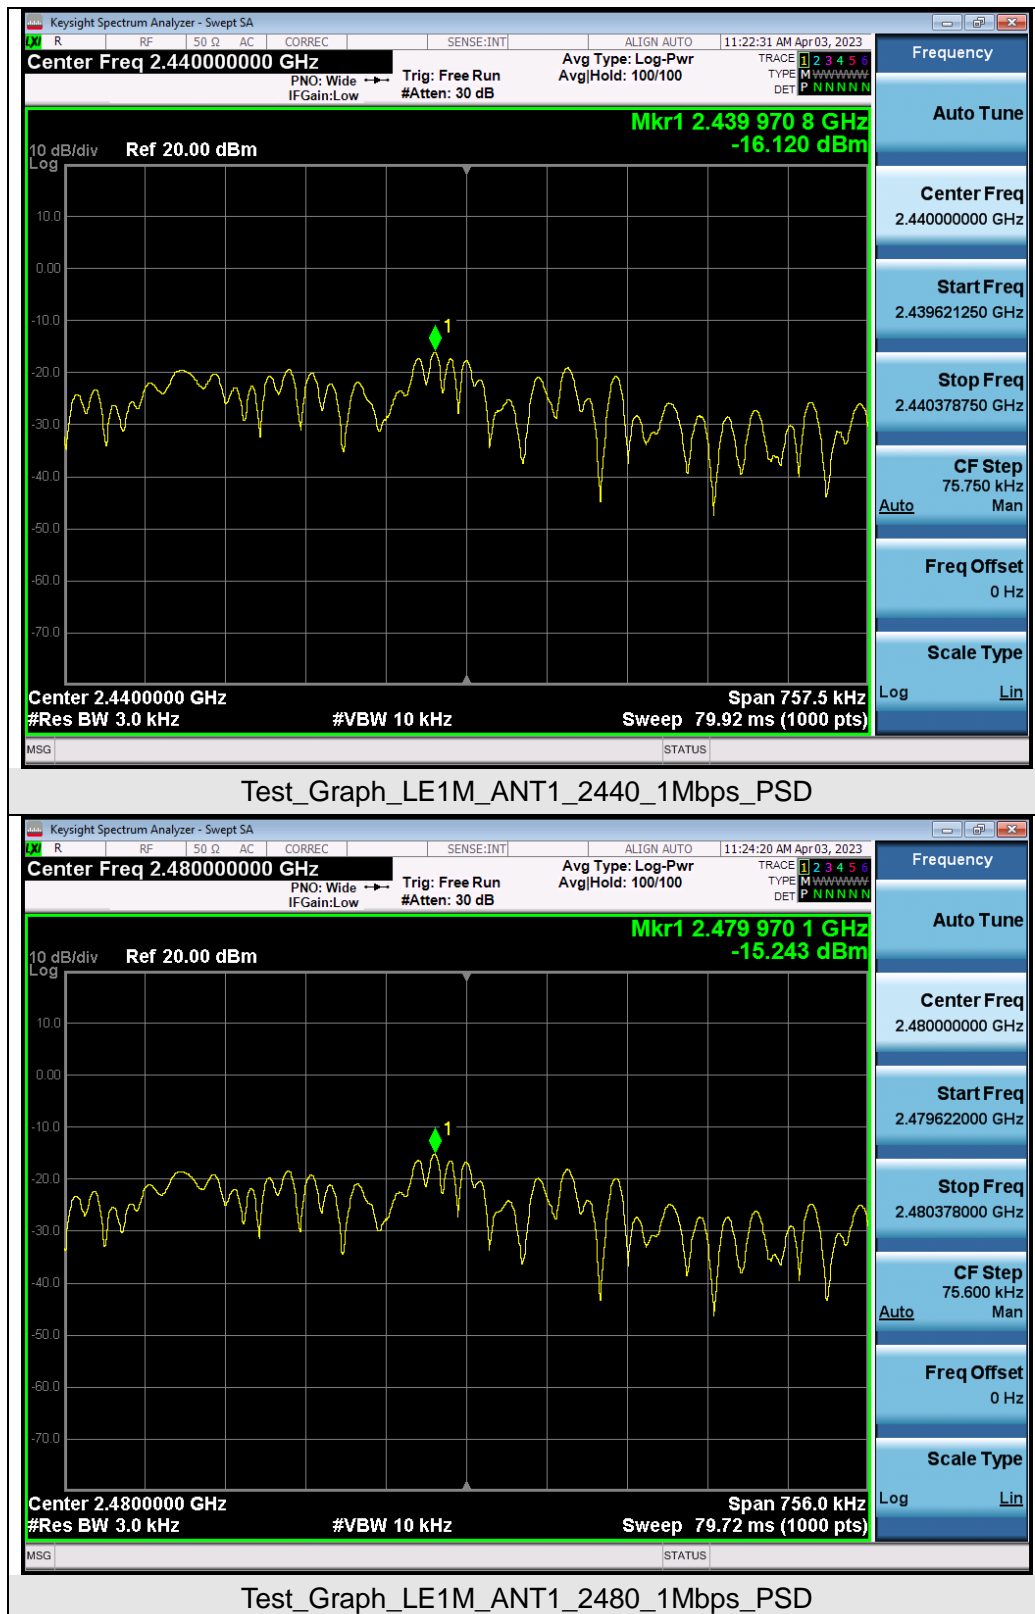 Keysight Spectrum Analyzer - Swept SA
LXI R RF 50 Ω AC CORREC SENSE:INT ALIGN AUTO 11:22:31 AM Apr 03, 2023
Center Freq 2.440000000 GHz
PNO: Wide
IFGain:Low
Trig: Free Run
#Atten: 30 dB
Avg Type: Log-Pwr
Avg|Hold: 100/100
TRACE 1 2 3 4 5 6
TYPE M W W W W W
DET P N N N N N
Mkr1 2.439 970 8 GHz
-16.120 dBm
10 dB/div Ref 20.00 dBm
Log
10.0
0.00
-10.0
-20.0
-30.0
-40.0
-50.0
-60.0
-70.0
1
Center 2.4400000 GHz Span 757.5 kHz
#Res BW 3.0 kHz #VBW 10 kHz Sweep 79.92 ms (1000 pts)
MSG STATUS
Frequency
Auto Tune
Center Freq
2.440000000 GHz
Start Freq
2.439621250 GHz
Stop Freq
2.440378750 GHz
CF Step
75.750 kHz
Auto Man
Freq Offset
0 Hz
Scale Type
Log Lin
Test_Graph_LE1M_ANT1_2440_1Mbps_PSD
Keysight Spectrum Analyzer - Swept SA
LXI R RF 50 Ω AC CORREC SENSE:INT ALIGN AUTO 11:24:20 AM Apr 03, 2023
Center Freq 2.480000000 GHz
PNO: Wide
IFGain:Low
Trig: Free Run
#Atten: 30 dB
Avg Type: Log-Pwr
Avg|Hold: 100/100
TRACE 1 2 3 4 5 6
TYPE M W W W W W
DET P N N N N N
Mkr1 2.479 970 1 GHz
-15.243 dBm
10 dB/div Ref 20.00 dBm
Log
10.0
0.00
-10.0
-20.0
-30.0
-40.0
-50.0
-60.0
-70.0
1
Center 2.4800000 GHz Span 756.0 kHz
#Res BW 3.0 kHz #VBW 10 kHz Sweep 79.72 ms (1000 pts)
MSG STATUS
Frequency
Auto Tune
Center Freq
2.480000000 GHz
Start Freq
2.479622000 GHz
Stop Freq
2.480378000 GHz
CF Step
75.600 kHz
Auto Man
Freq Offset
0 Hz
Scale Type
Log Lin
Test_Graph_LE1M_ANT1_2480_1Mbps_PSD